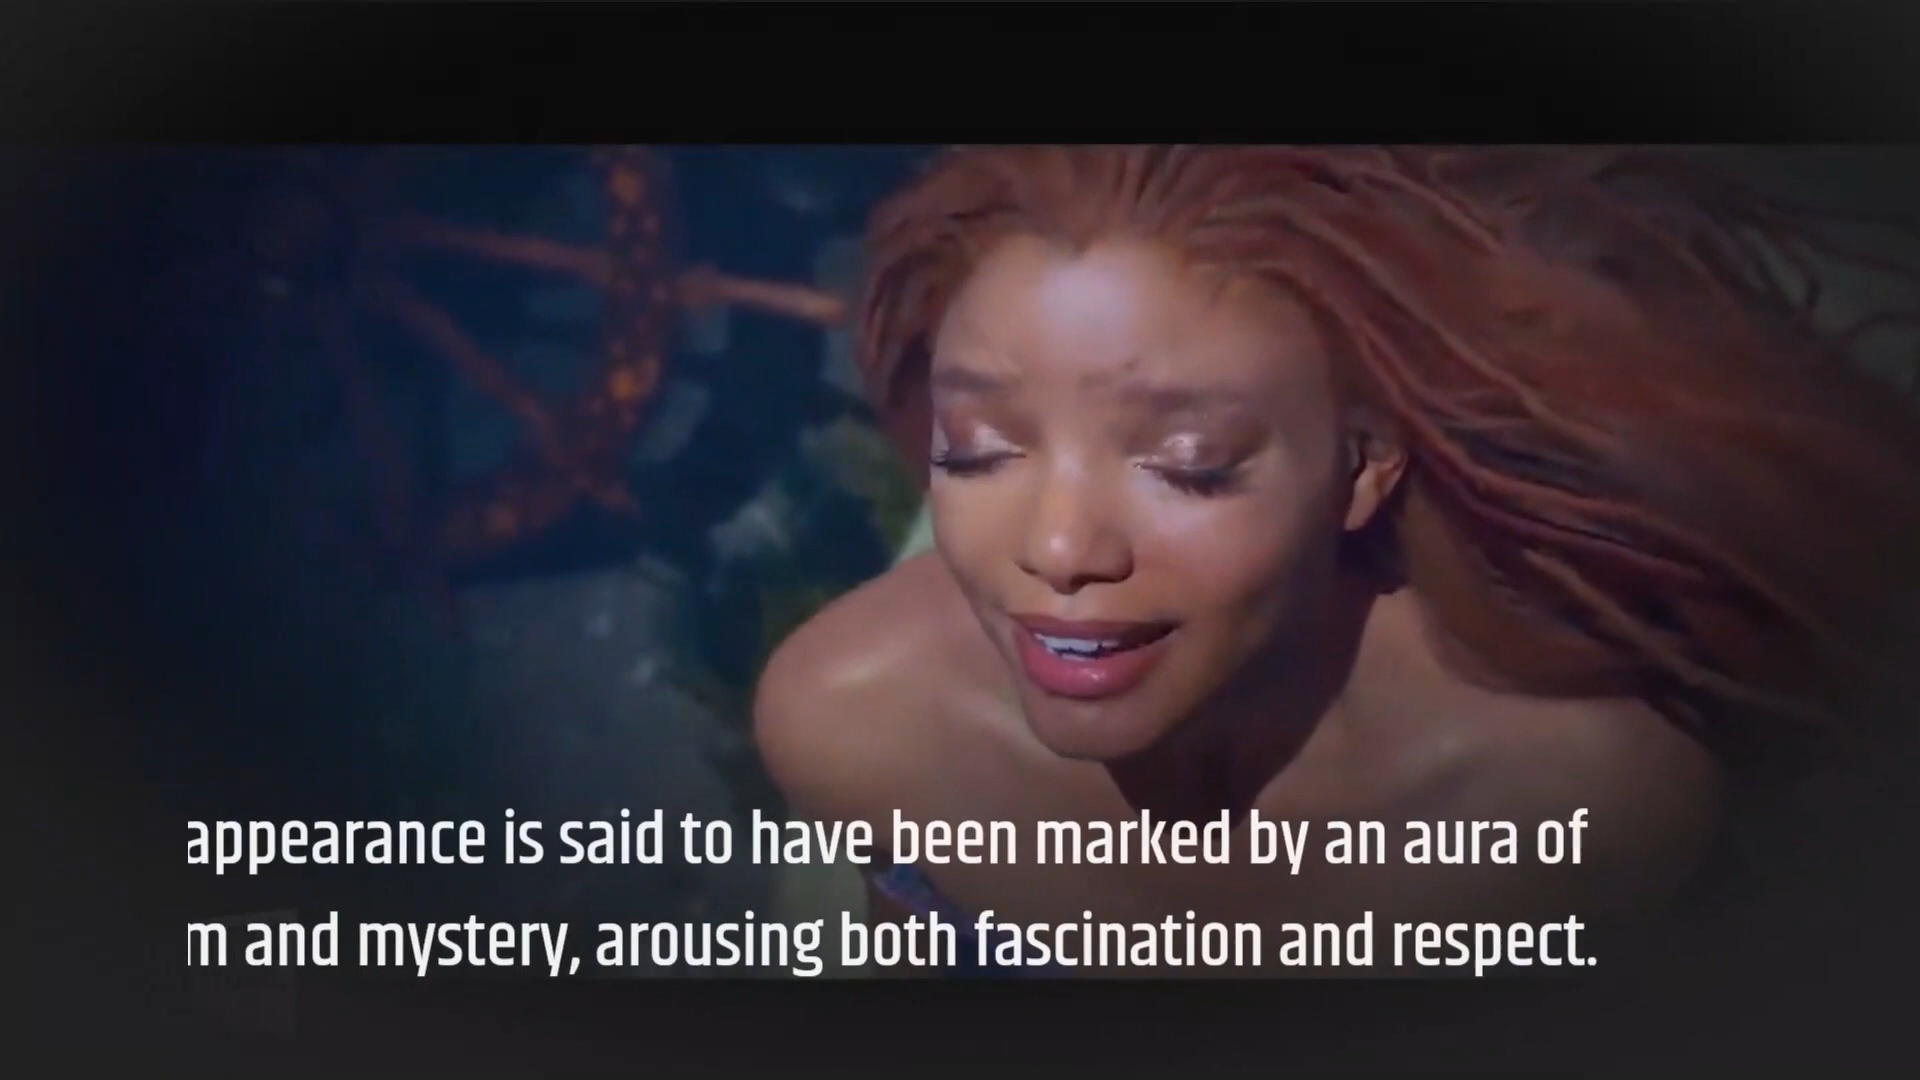 appearance is said to have been marked by an aura of
m and mystery, arousing both fascination and respect.